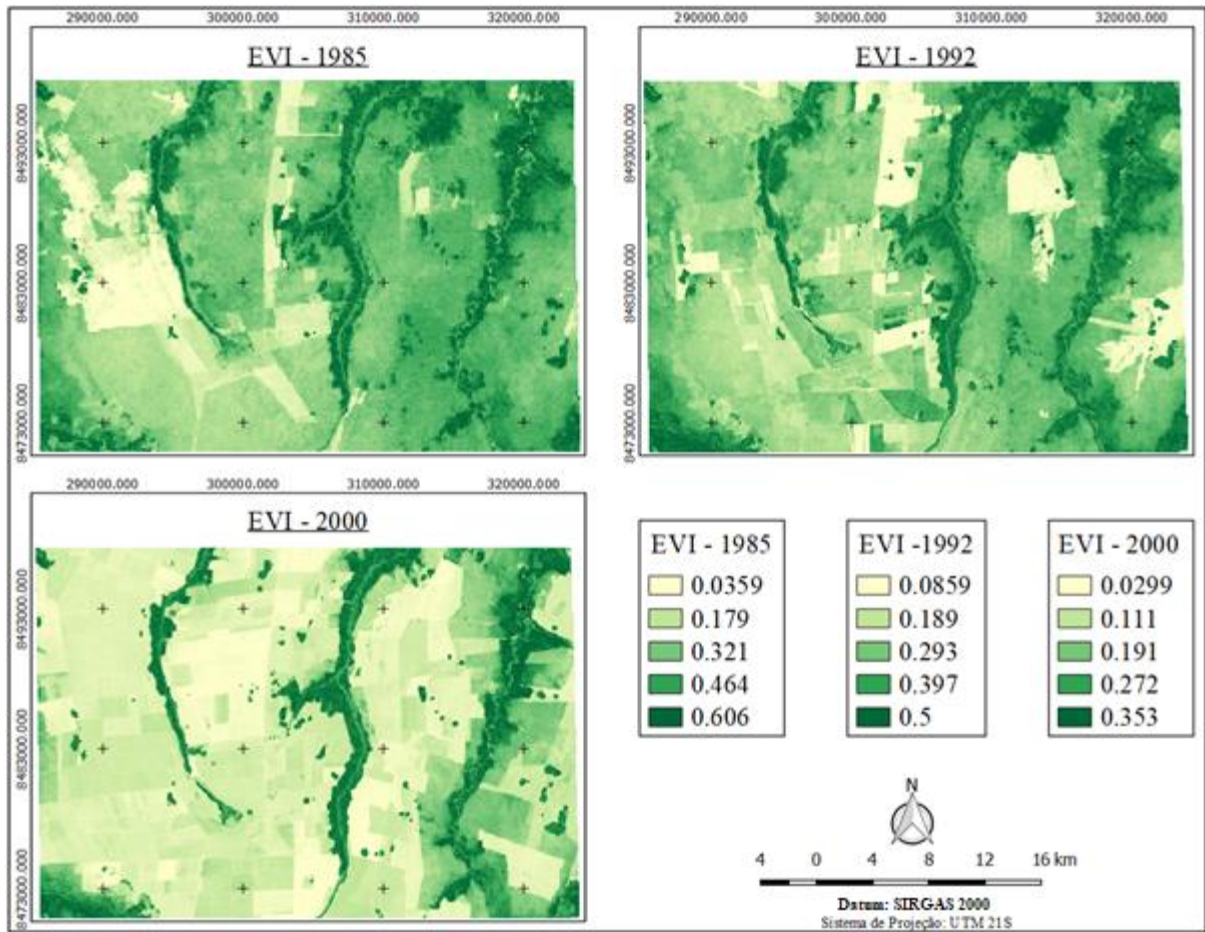 290000.000 300000.000 310000.000 320000.000
290000.000 300000.000 310000.000 320000.000
EVI - 1985
EVI - 1992
8493000.000
8483000.000
8473000.000
8493000.000
8483000.000
8473000.000
290000.000 300000.000 310000.000 320000.000
EVI - 2000
8493000.000
8483000.000
8473000.000
EVI - 1985
0.0359
0.179
0.321
0.464
0.606
EVI -1992
0.0859
0.189
0.293
0.397
0.5
EVI - 2000
0.0299
0.111
0.191
0.272
0.353
N
4 0 4 8 12 16 km
Datum: SIRGAS 2000
Sistema de Projeção: UTM 21S